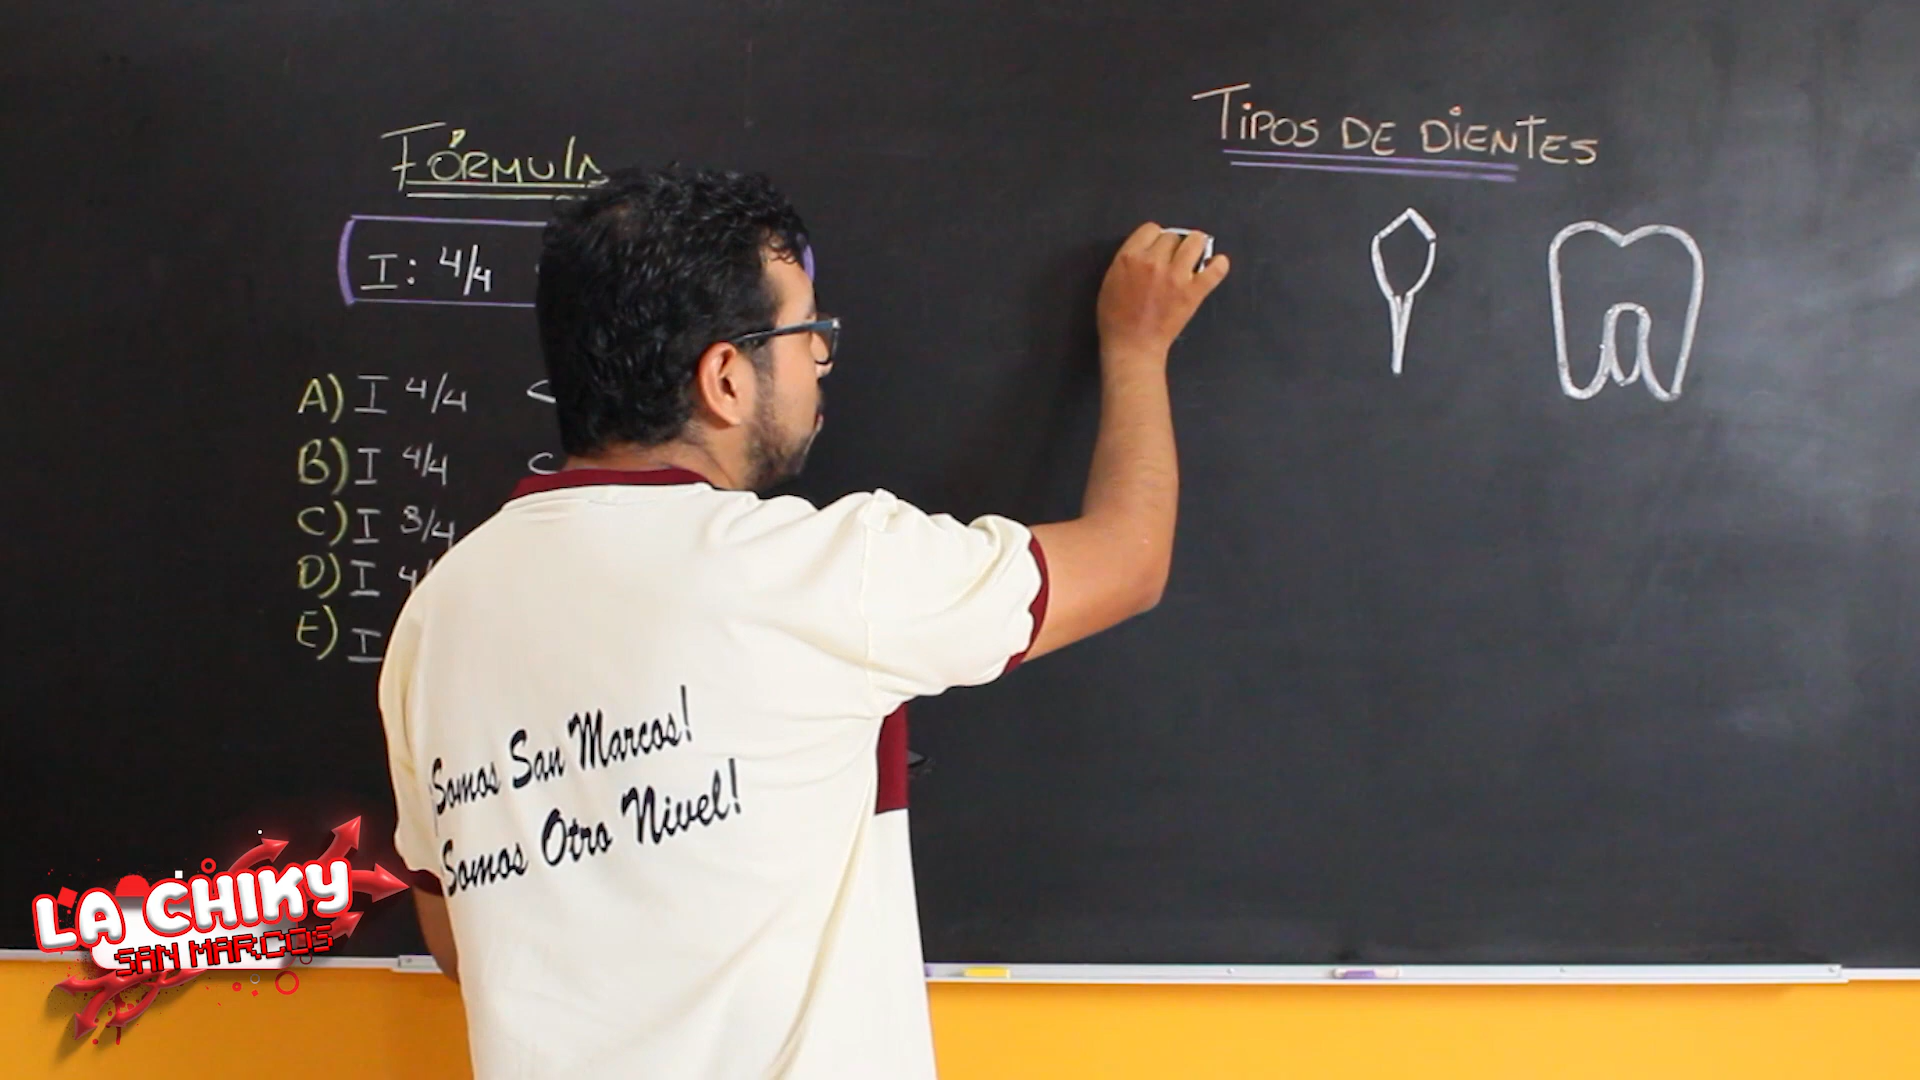 FÓRMULA
I: 4/4
A) I 4/4 C
B) I 4/4 C
C) I 3/4
D) I 4/
E) I
TIPOS DE DIENTES
¡Somos San Marcos!
¡Somos Otro Nivel!
LA CHIKY
SAN MARCOS